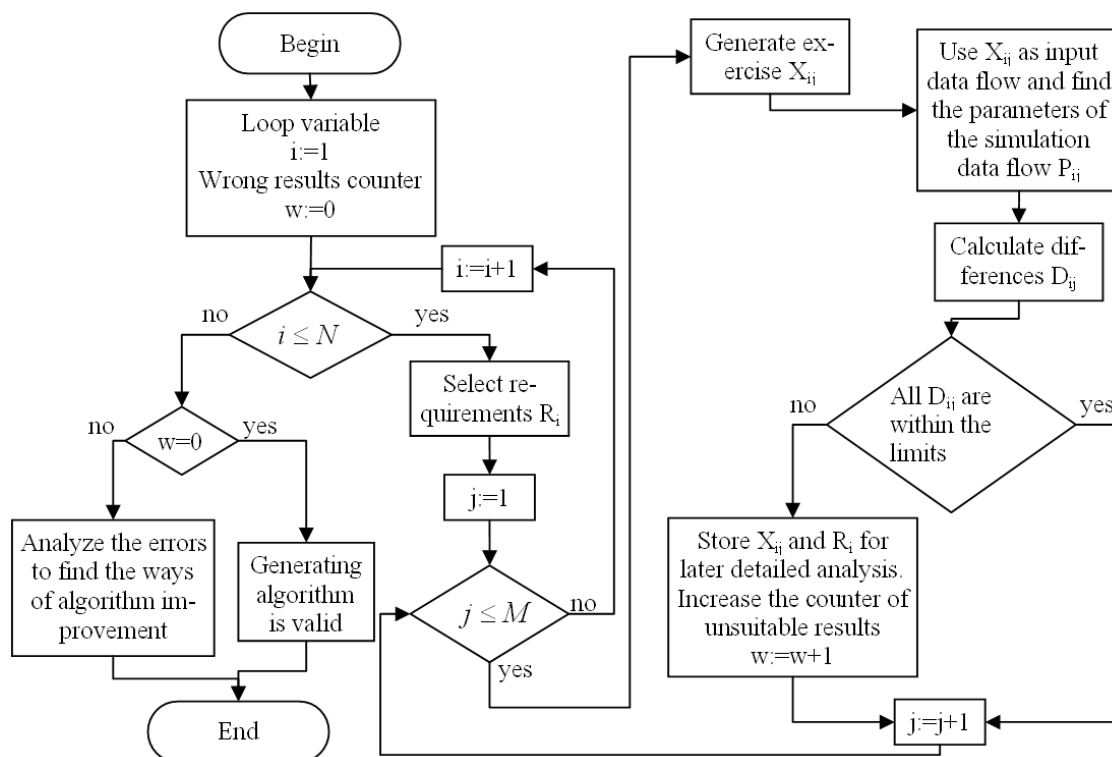 Begin
Loop variable
i:=1
Wrong results counter
w:=0
i:=i+1
i ≤ N
no
yes
Select re-
quirements Rᵢ
j:=1
w=0
no
yes
Analyze the errors
to find the ways
of algorithm im-
provement
Generating
algorithm
is valid
j ≤ M
no
yes
End
Generate ex-
ercise Xᵢⱼ
Use Xᵢⱼ as input
data flow and find
the parameters of
the simulation
data flow Pᵢⱼ
Calculate dif-
ferences Dᵢⱼ
All Dᵢⱼ are
within the
limits
no
yes
Store Xᵢⱼ and Rᵢ for
later detailed analysis.
Increase the counter of
unsuitable results
w:=w+1
j:=j+1